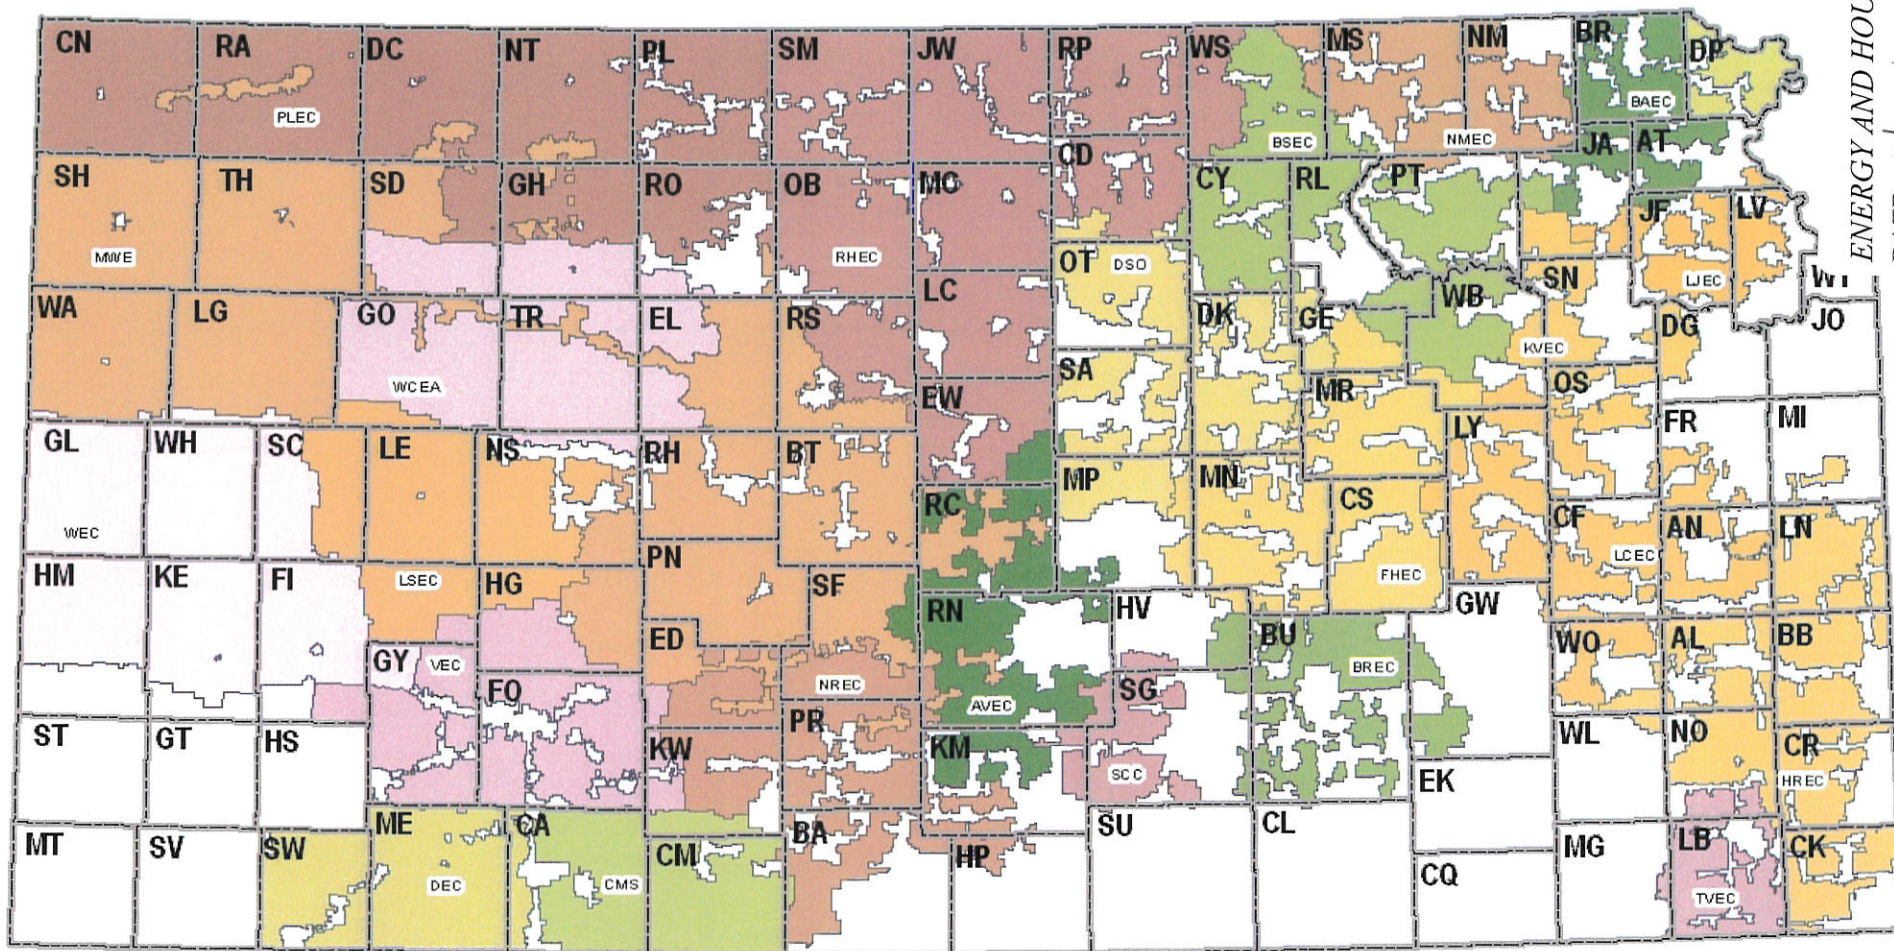 CN RA DC NT PL SM JW RP WS MS NM BR DP
PLEC BSEC NMEC BAEC
SH TH SD GH RO OB MC CD CY RL PT JA AT
MWE RHEC JF LV
WA LG GO TR EL RS LC OT DSO DK GE WB SN LJEC WY
WCEA EW SA MR KVEC OS DG JO
GL WH SC LE NS RH BT MP MN CS LY FR MI
WEC RC CF LCEC AN LN
HM KE FI LSEC HG PN SF FHEC
RN HV GW
GY VEC ED BU BREC WO AL BB
FO NREC AVEC SG
ST GT HS KW PR KM SCC WL NO CR
EK HREC
MT SV SW ME CA CM BA HP SU CL CQ MG LB CK
DEC CMS TVEC
ENERGY AND HOU